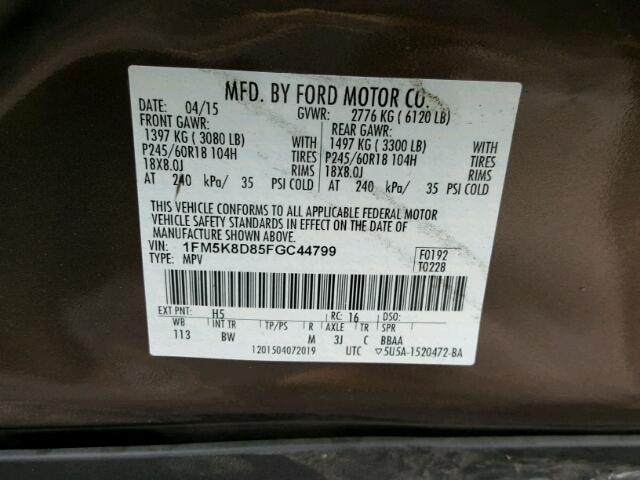 MFD. BY FORD MOTOR CO.
DATE: 04/15 GVWR: 2776 KG ( 6120 LB)
FRONT GAWR: REAR GAWR:
1397 KG ( 3080 LB) WITH 1497 KG ( 3300 LB) WITH
P245/60R18 104H TIRES P245/60R18 104H TIRES
18X8.0J RIMS 18X8.0J RIMS
AT 240 kPa/ 35 PSI COLD AT 240 kPa/ 35 PSI COLD
THIS VEHICLE CONFORMS TO ALL APPLICABLE FEDERAL MOTOR
VEHICLE SAFETY STANDARDS IN EFFECT ON THE DATE OF
MANUFACTURE SHOWN ABOVE.
VIN: 1FM5K8D85FGC44799 F0192
TYPE: MPV T0228
EXT PNT: H5 RC: 16 DSO:
WB INT TR TP/PS R AXLE TR SPR
113 BW M 3J C BBAA
1201504072019 UTC ▽5U5A-1520472-BA